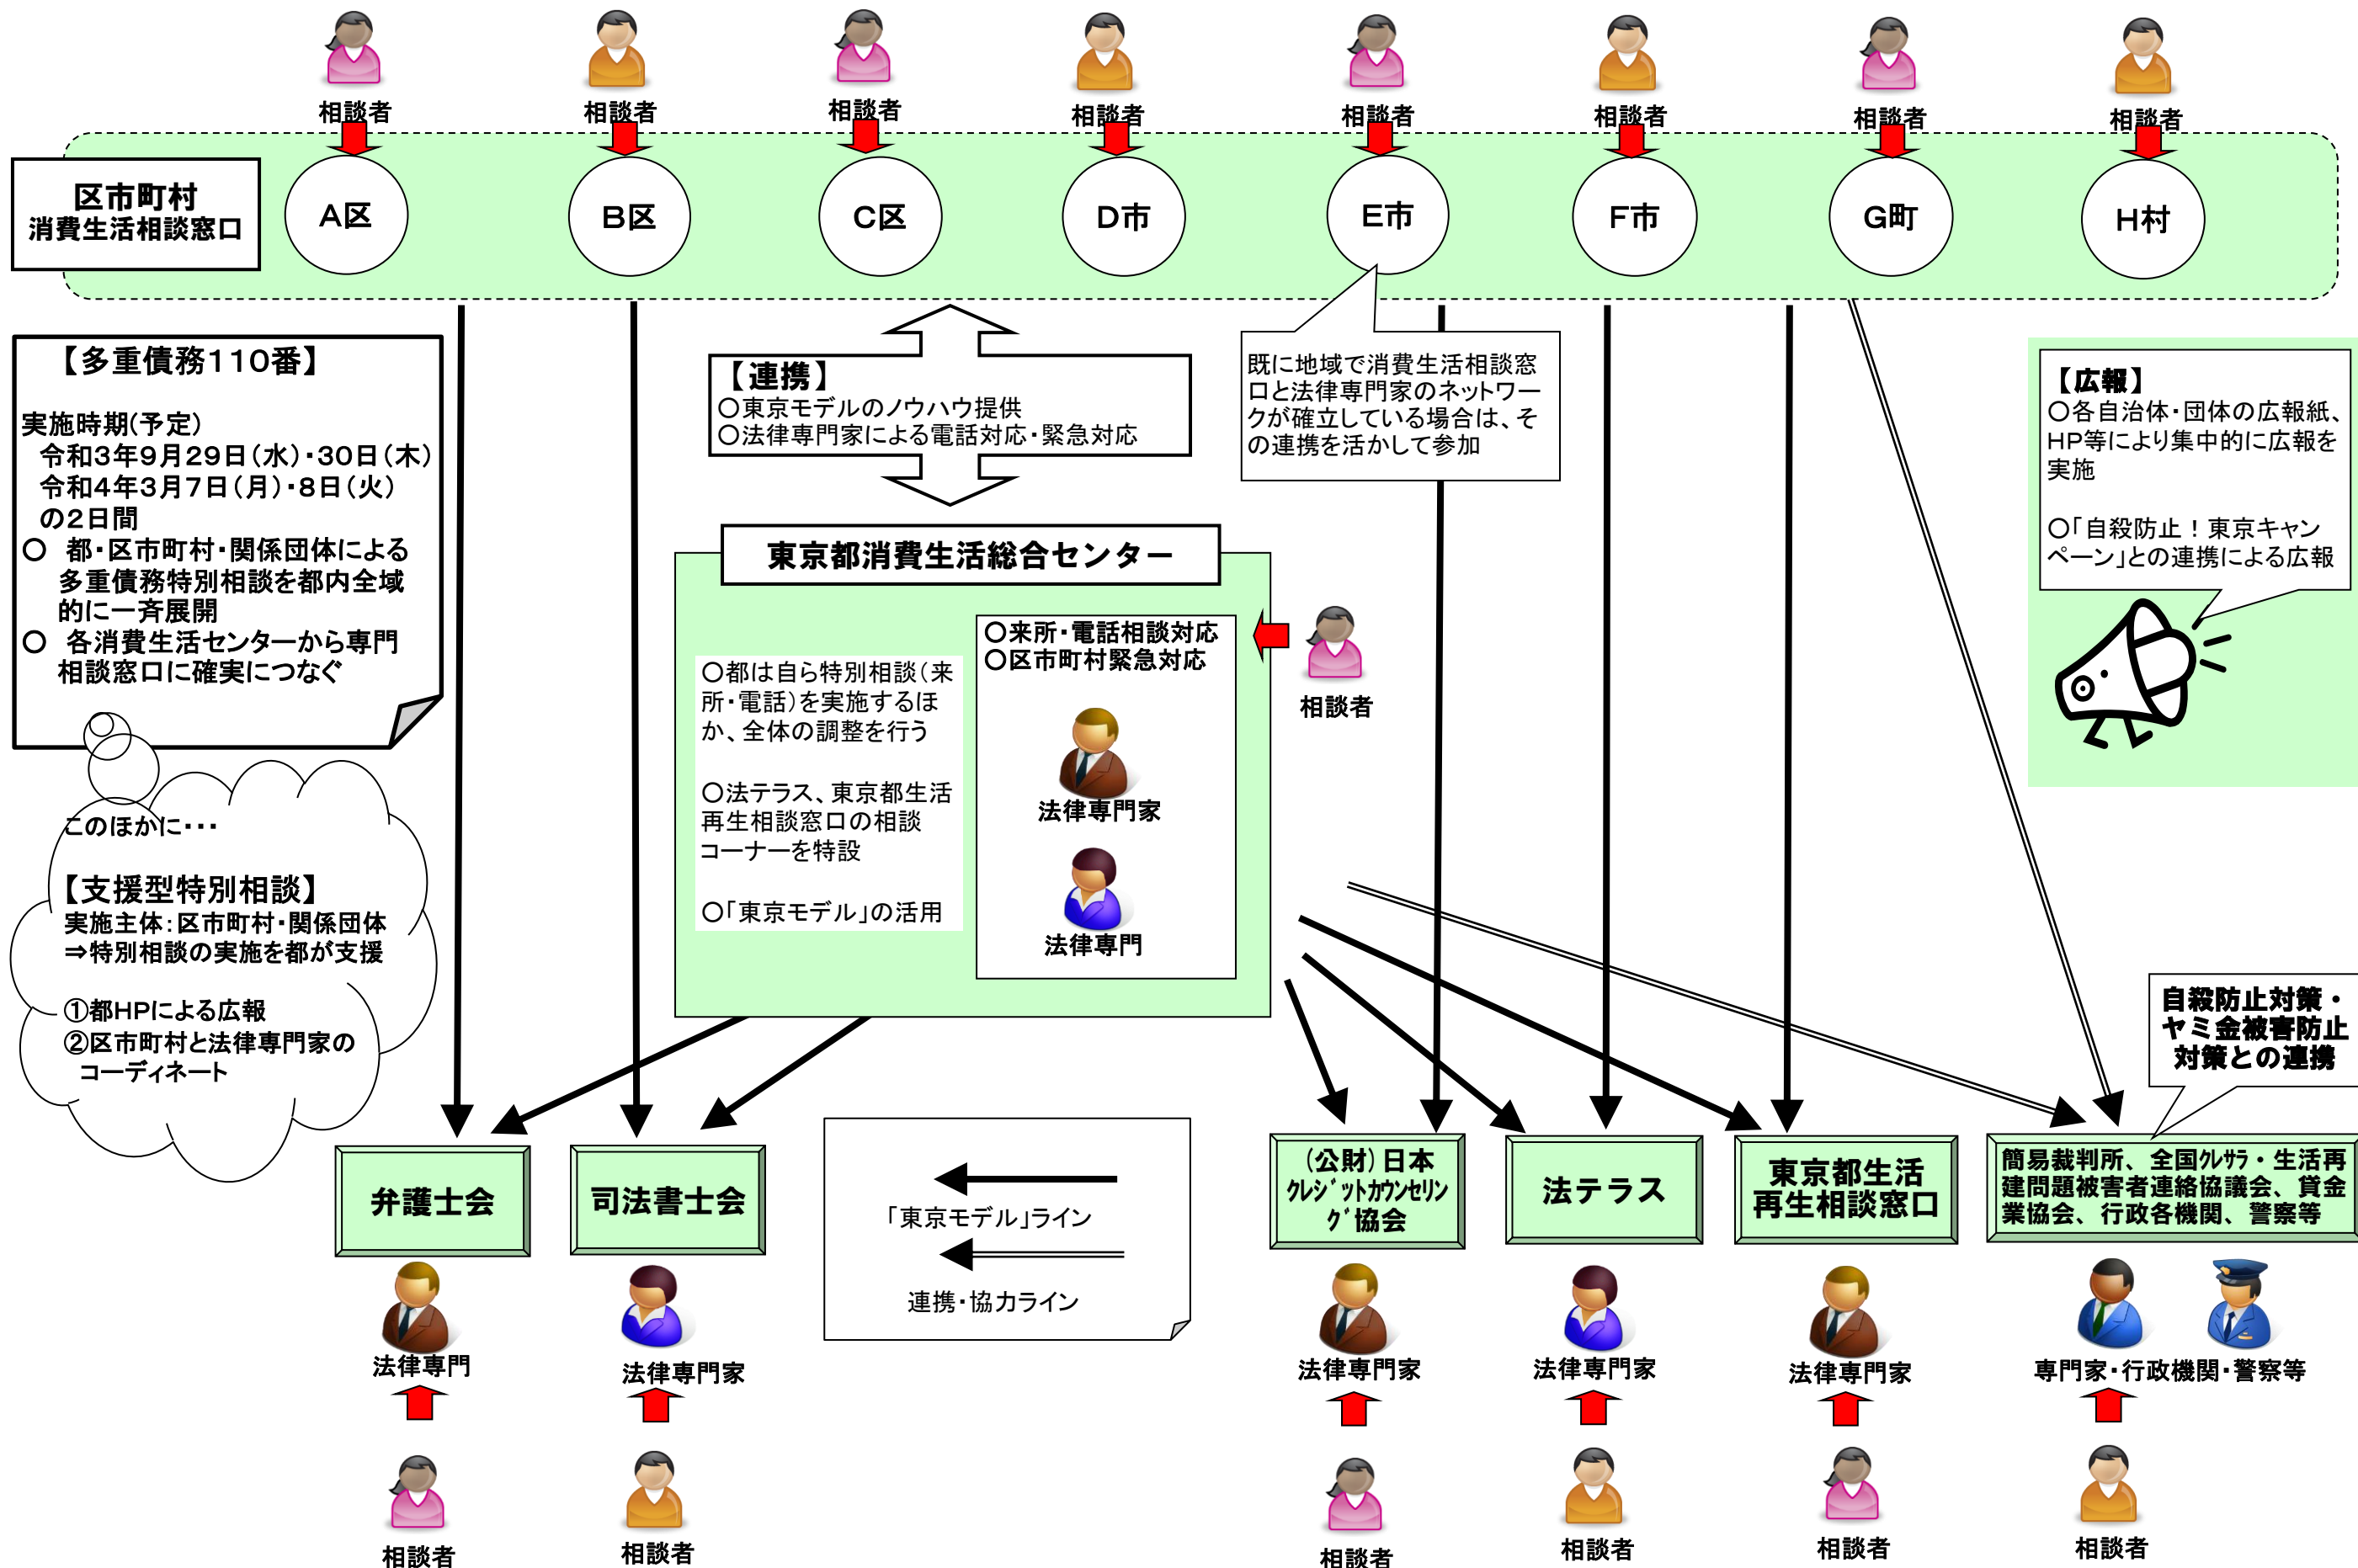 相談者
相談者
相談者
相談者
相談者
相談者
相談者
相談者
区市町村
消費生活相談窓口
A区
B区
C区
D市
E市
F市
G町
H村
【多重債務110番】
実施時期(予定)
令和3年9月29日(水)・30日(木)
令和4年3月7日(月)・8日(火)
の2日間
○ 都・区市町村・関係団体による
多重債務特別相談を都内全域
的に一斉展開
○ 各消費生活センターから専門
相談窓口に確実につなぐ
【連携】
○東京モデルのノウハウ提供
○法律専門家による電話対応・緊急対応
既に地域で消費生活相談窓
口と法律専門家のネットワー
クが確立している場合は、そ
の連携を活かして参加
【広報】
○各自治体・団体の広報紙、
HP等により集中的に広報を
実施
○「自殺防止！東京キャン
ペーン」との連携による広報
東京都消費生活総合センター
○都は自ら特別相談(来
所・電話)を実施するほ
か、全体の調整を行う
○法テラス、東京都生活
再生相談窓口の相談
コーナーを特設
○「東京モデル」の活用
○来所・電話相談対応
○区市町村緊急対応
法律専門家
法律専門
相談者
このほかに・・・
【支援型特別相談】
実施主体：区市町村・関係団体
⇒特別相談の実施を都が支援
①都HPによる広報
②区市町村と法律専門家の
コーディネート
自殺防止対策・
ヤミ金被害防止
対策との連携
弁護士会
司法書士会
「東京モデル」ライン
連携・協力ライン
(公財)日本
ｸﾚｼﾞｯﾄｶｳﾝｾﾘﾝ
ｸﾞ協会
法テラス
東京都生活
再生相談窓口
簡易裁判所、全国ｸﾚｻﾗ・生活再
建問題被害者連絡協議会、貸金
業協会、行政各機関、警察等
法律専門
法律専門家
法律専門家
法律専門家
法律専門家
専門家・行政機関・警察等
相談者
相談者
相談者
相談者
相談者
相談者